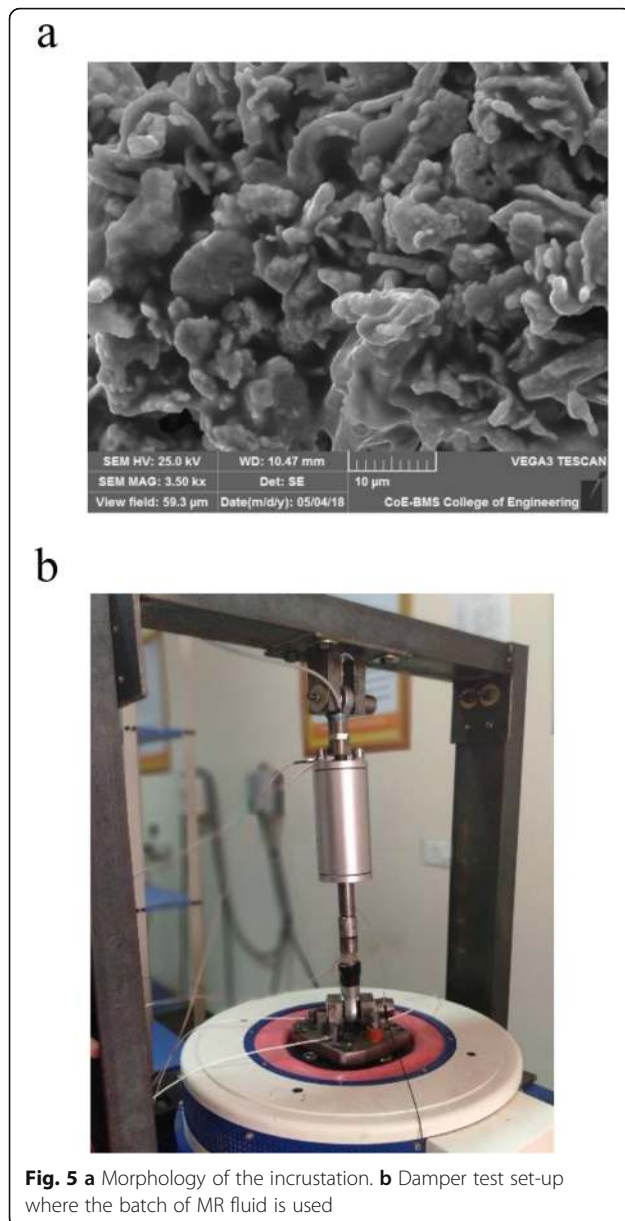 a
SEM HV: 25.0 kV WD: 10.47 mm VEGA3 TESCAN
SEM MAG: 3.50 kx Det: SE 10 µm
View field: 59.3 µm Date(m/d/y): 05/04/18 CoE-BMS College of Engineering
b
Fig. 5 a Morphology of the incrustation. b Damper test set-up
where the batch of MR fluid is used